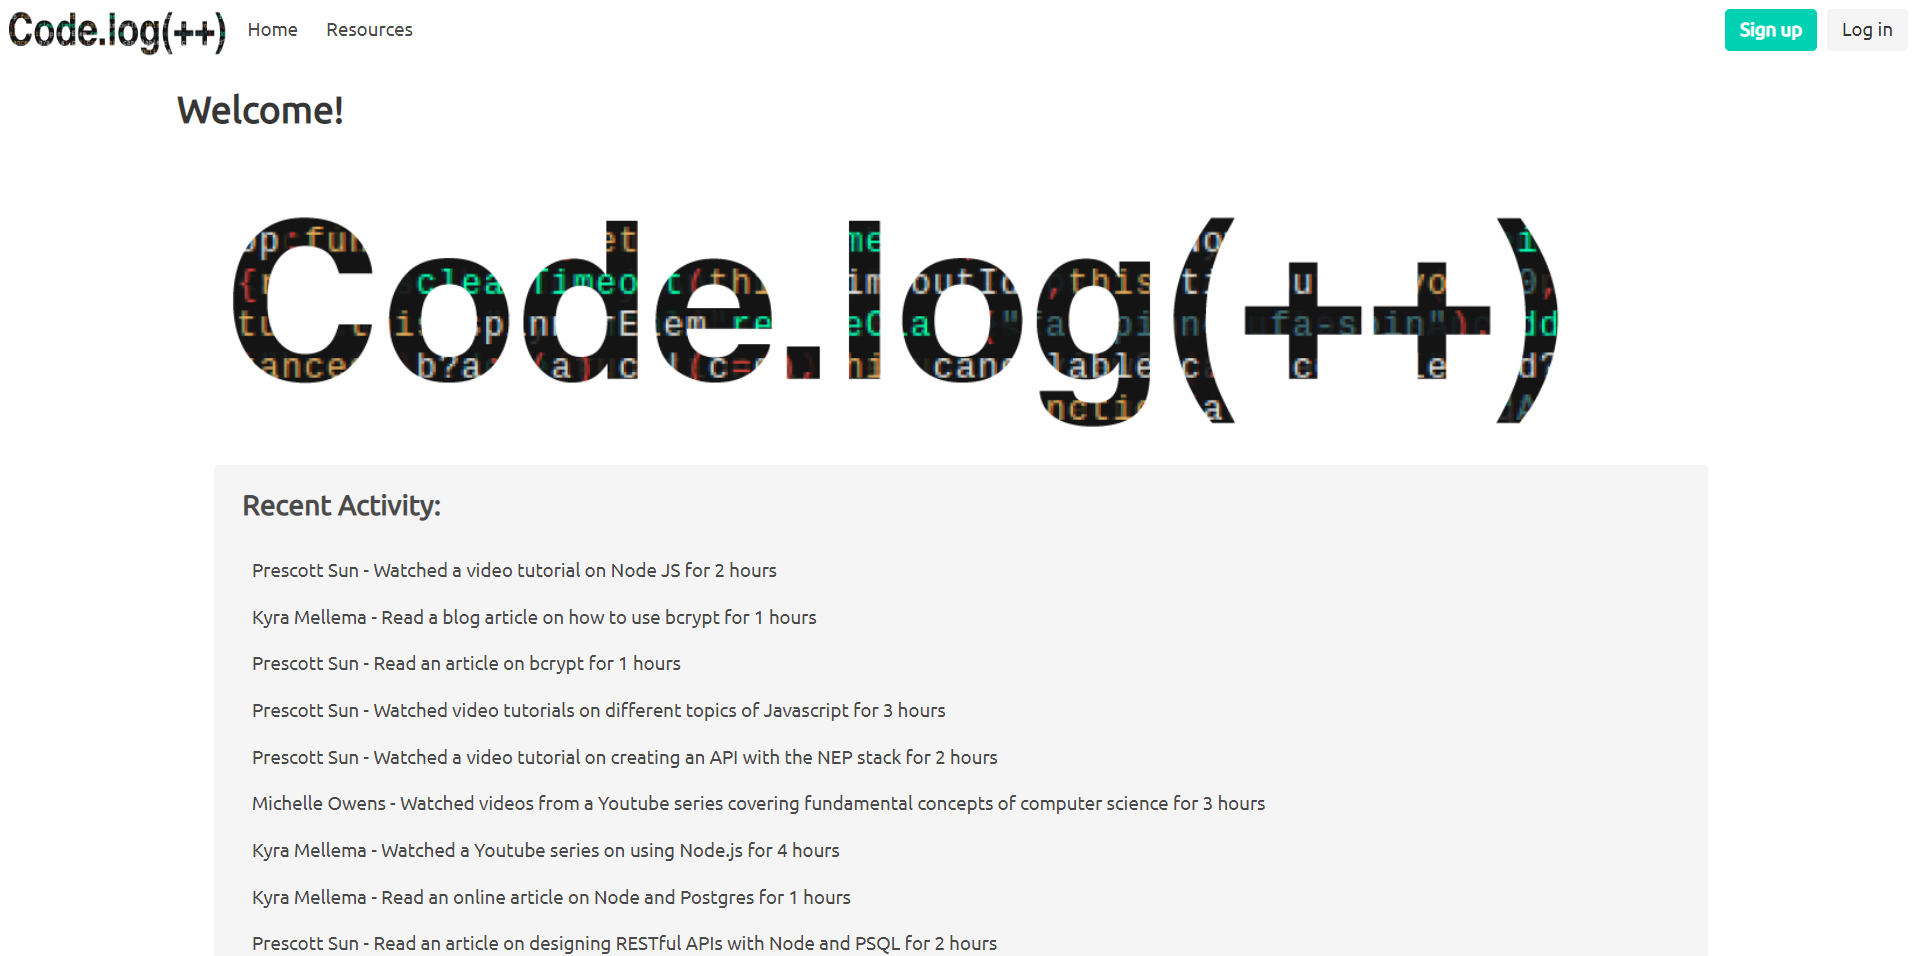 Code.log(++) Home Resources Sign up Log in
Welcome!
Code.log(++)
Recent Activity:
Prescott Sun - Watched a video tutorial on Node JS for 2 hours
Kyra Mellema - Read a blog article on how to use bcrypt for 1 hours
Prescott Sun - Read an article on bcrypt for 1 hours
Prescott Sun - Watched video tutorials on different topics of Javascript for 3 hours
Prescott Sun - Watched a video tutorial on creating an API with the NEP stack for 2 hours
Michelle Owens - Watched videos from a Youtube series covering fundamental concepts of computer science for 3 hours
Kyra Mellema - Watched a Youtube series on using Node.js for 4 hours
Kyra Mellema - Read an online article on Node and Postgres for 1 hours
Prescott Sun - Read an article on designing RESTful APIs with Node and PSQL for 2 hours